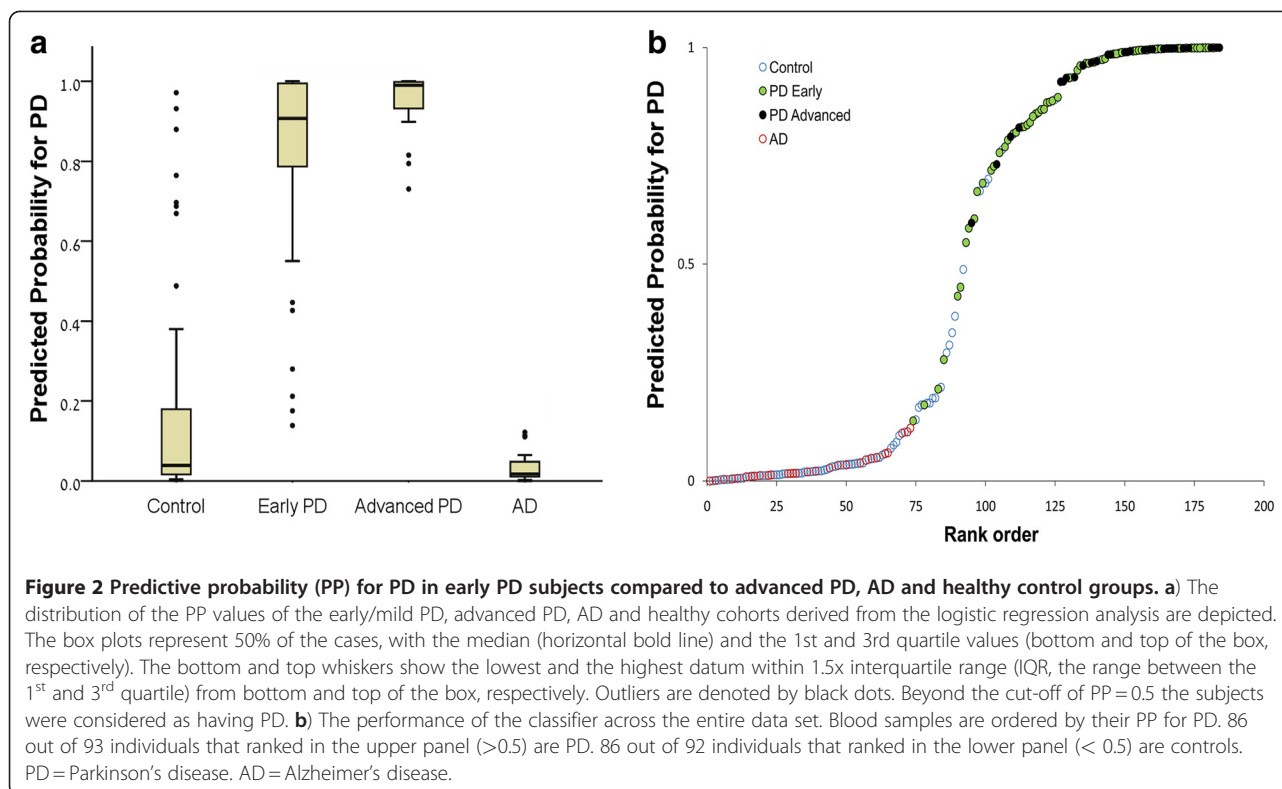 a
Predicted Probability for PD
1.0
0.8
0.6
0.4
0.2
0.0
Control
Early PD
Advanced PD
AD
b
Predicted Probability for PD
1
0.5
0
Control
PD Early
PD Advanced
AD
0
25
50
75
100
125
150
175
200
Rank order
Figure 2 Predictive probability (PP) for PD in early PD subjects compared to advanced PD, AD and healthy control groups. a) The
distribution of the PP values of the early/mild PD, advanced PD, AD and healthy cohorts derived from the logistic regression analysis are depicted.
The box plots represent 50% of the cases, with the median (horizontal bold line) and the 1st and 3rd quartile values (bottom and top of the box,
respectively). The bottom and top whiskers show the lowest and the highest datum within 1.5x interquartile range (IQR, the range between the
1st and 3rd quartile) from bottom and top of the box, respectively. Outliers are denoted by black dots. Beyond the cut-off of PP = 0.5 the subjects
were considered as having PD. b) The performance of the classifier across the entire data set. Blood samples are ordered by their PP for PD. 86
out of 93 individuals that ranked in the upper panel (>0.5) are PD. 86 out of 92 individuals that ranked in the lower panel (< 0.5) are controls.
PD = Parkinson's disease. AD = Alzheimer's disease.